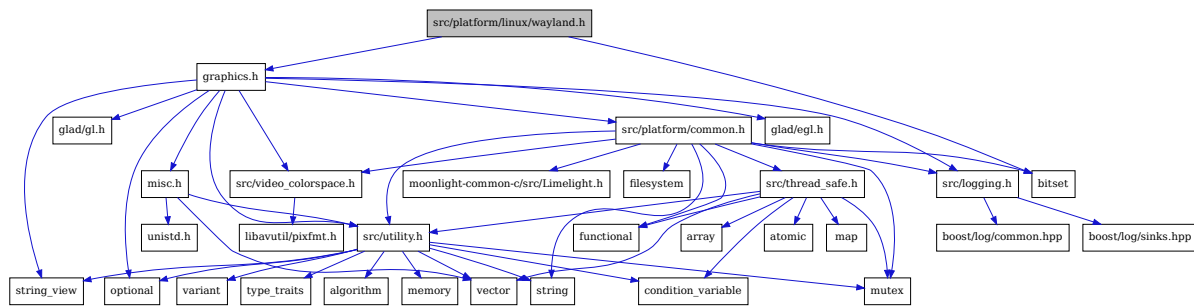 src/platform/linux/wayland.h
graphics.h
glad/gl.h
src/platform/common.h
glad/egl.h
misc.h
src/video_colorspace.h
moonlight-common-c/src/Limelight.h
filesystem
src/thread_safe.h
src/logging.h
bitset
unistd.h
libavutil/pixfmt.h
src/utility.h
functional
array
atomic
map
boost/log/common.hpp
boost/log/sinks.hpp
string_view
optional
variant
type_traits
algorithm
memory
vector
string
condition_variable
mutex